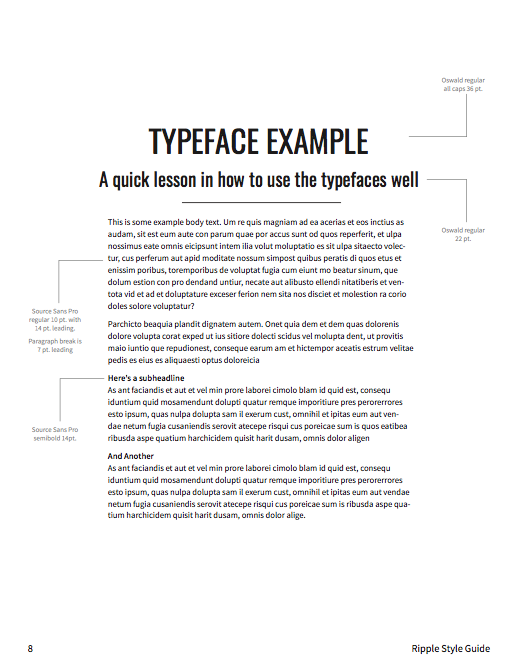 Oswald regular
all caps 36 pt.
TYPEFACE EXAMPLE
A quick lesson in how to use the typefaces well
Oswald regular
22 pt.
This is some example body text. Um re quis magniam ad ea acerias et eos inctius as
audam, sit est eum aute con parum quae por accus sunt od quos reperferit, et ulpa
nossimus eate omnis eicipsunt intem ilia volut moluptatio es sit ulpa sitaecto volec-
tur, cus perferum aut apid moditate nossum simpost quibus peratis di quos etus et
enissim poribus, toremporibus de voluptat fugia cum eiunt mo beatur sinum, que
dolum estion con pro dendand untiur, necate aut alibusto ellendi nitatiberis et ven-
tota vid et ad et doluptature exceser ferion nem sita nos disciet et molestion ra corio
doles solore voluptatur?
Source Sans Pro
regular 10 pt. with
14 pt. leading.
Paragraph break is
7 pt. leading
Parchicto beaquia plandit dignatem autem. Onet quia dem et dem quas dolorenis
dolore volupta corat exped ut ius sitiore dolecti scidus vel molupta dent, ut provitis
maio iuntio que repudionest, conseque earum am et hictempor aceatis estrum velitae
pedis es eius es aliquaesti optus doloreicia
Here's a subheadline
As ant faciandis et aut et vel min prore laborei cimolo blam id quid est, consequ
iduntium quid mosamendunt dolupti quatur remque imporitiure pres perorerrores
esto ipsum, quas nulpa dolupta sam il exerum cust, omnihil et ipitas eum aut ven-
dae netum fugia cusaniendis serovit atecepe risqui cus poreicae sum is quos eatibea
ribusda aspe quatium harchicidem quisit harit dusam, omnis dolor aligen
Source Sans Pro
semibold 14pt.
And Another
As ant faciandis et aut et vel min prore laborei cimolo blam id quid est, consequ
iduntium quid mosamendunt dolupti quatur remque imporitiure pres perorerrores
esto ipsum, quas nulpa dolupta sam il exerum cust, omnihil et ipitas eum aut vendae
netum fugia cusaniendis serovit atecepe risqui cus poreicae sum is ribusda aspe qua-
tium harchicidem quisit harit dusam, omnis dolor alige.
8
Ripple Style Guide